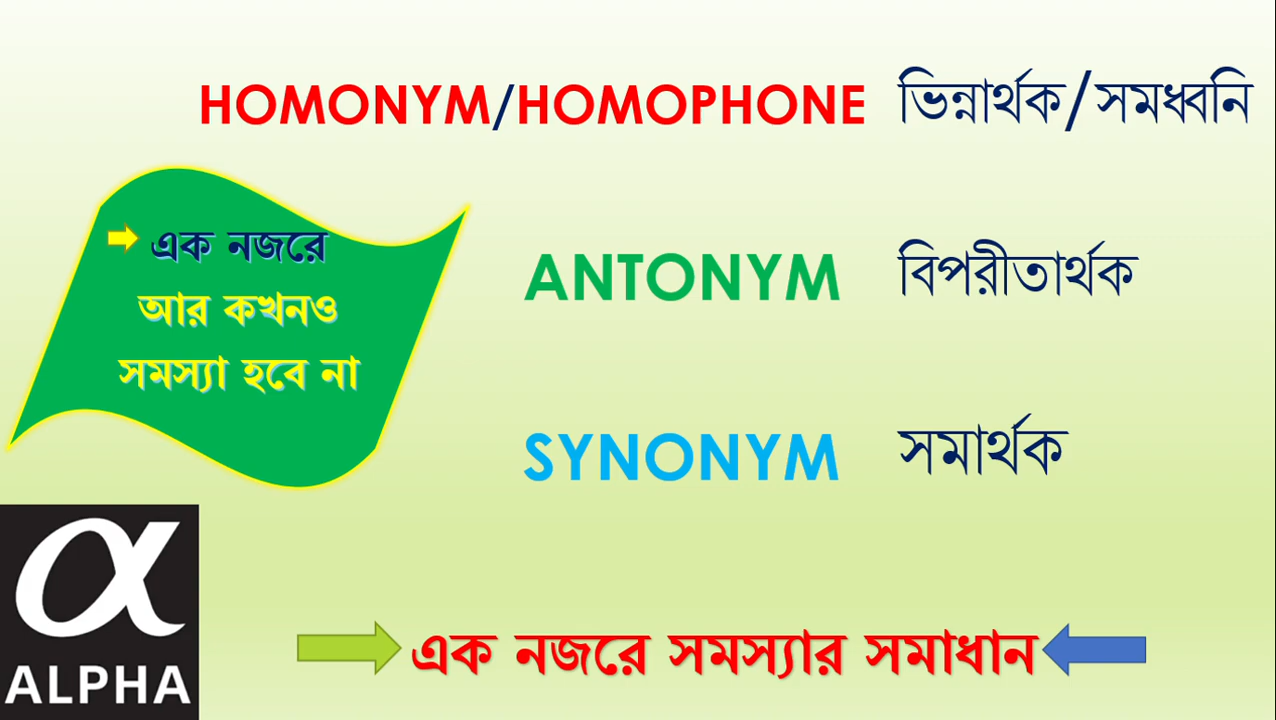 HOMONYM/HOMOPHONE ভিন্নার্থক/সমধ্বনি
এক নজরে
আর কখনও
সমস্যা হবে না
ANTONYM বিপরীতার্থক
SYNONYM সমার্থক
α
ALPHA
এক নজরে সমস্যার সমাধান